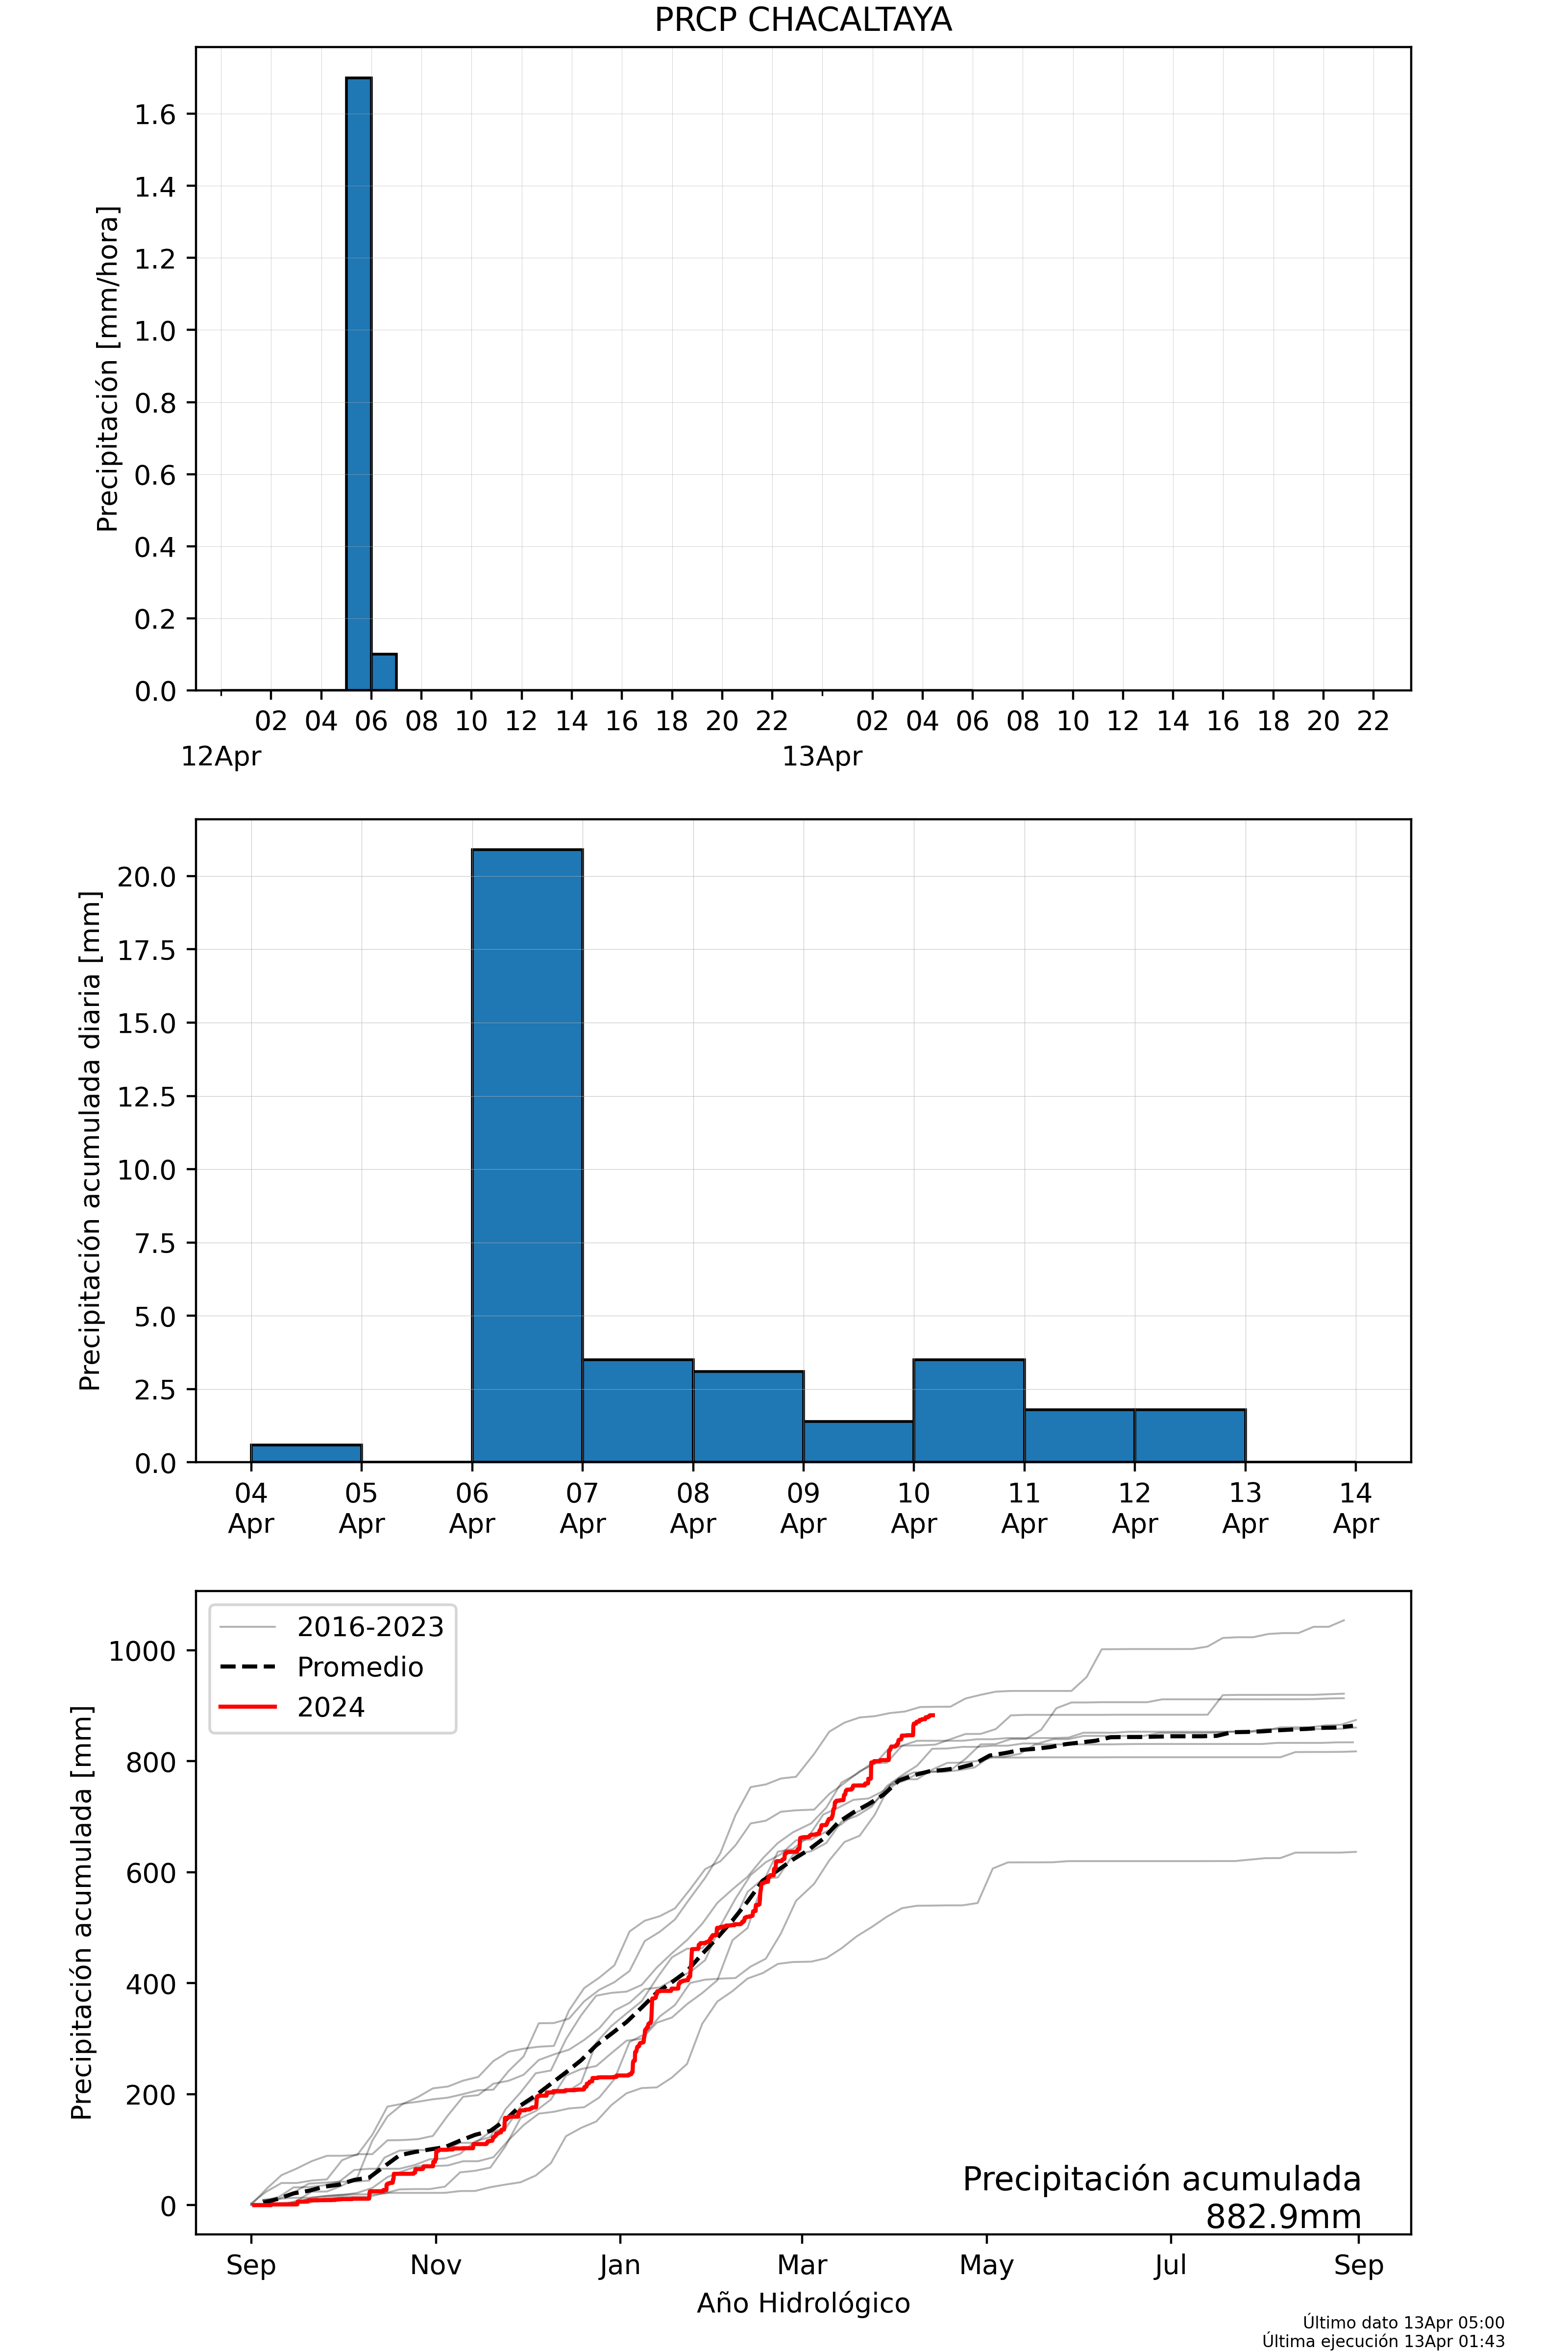 PRCP CHACALTAYA
Precipitación [mm/hora]
1.6
1.4
1.2
1.0
0.8
0.6
0.4
0.2
0.0
02 04 06 08 10 12 14 16 18 20 22 02 04 06 08 10 12 14 16 18 20 22
12Apr 13Apr
Precipitación acumulada diaria [mm]
20.0
17.5
15.0
12.5
10.0
7.5
5.0
2.5
0.0
04 05 06 07 08 09 10 11 12 13 14
Apr Apr Apr Apr Apr Apr Apr Apr Apr Apr Apr
Precipitación acumulada [mm]
1000
800
600
400
200
0
2016-2023
Promedio
2024
Precipitación acumulada
882.9mm
Sep Nov Jan Mar May Jul Sep
Año Hidrológico
Último dato 13Apr 05:00
Última ejecución 13Apr 01:43